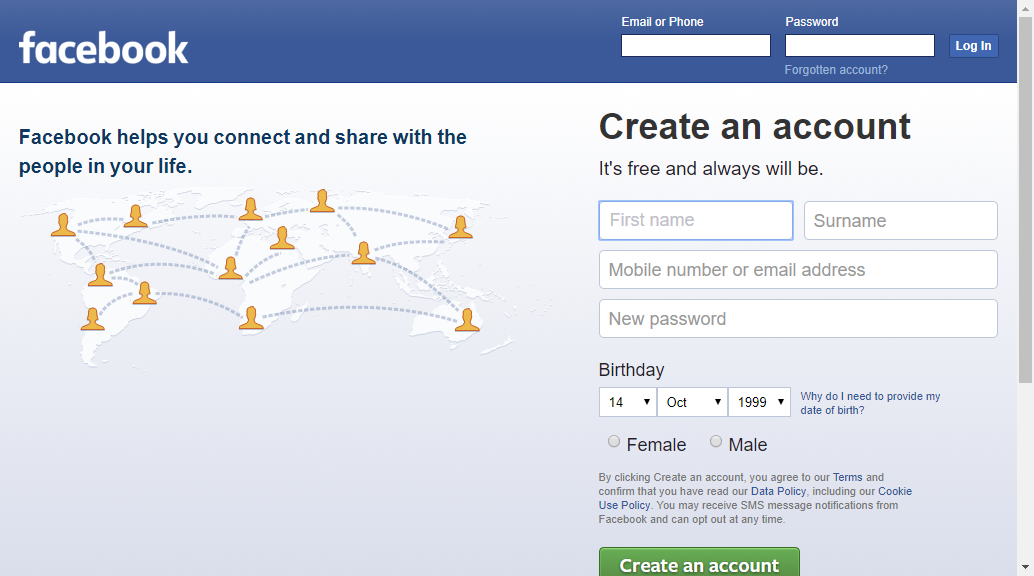 facebook
Email or Phone
Password
Log In
Forgotten account?
Facebook helps you connect and share with the
people in your life.
Create an account
It's free and always will be.
First name
Surname
Mobile number or email address
New password
Birthday
14
Oct
1999
Why do I need to provide my
date of birth?
Female
Male
By clicking Create an account, you agree to our Terms and
confirm that you have read our Data Policy, including our Cookie
Use Policy. You may receive SMS message notifications from
Facebook and can opt out at any time.
Create an account